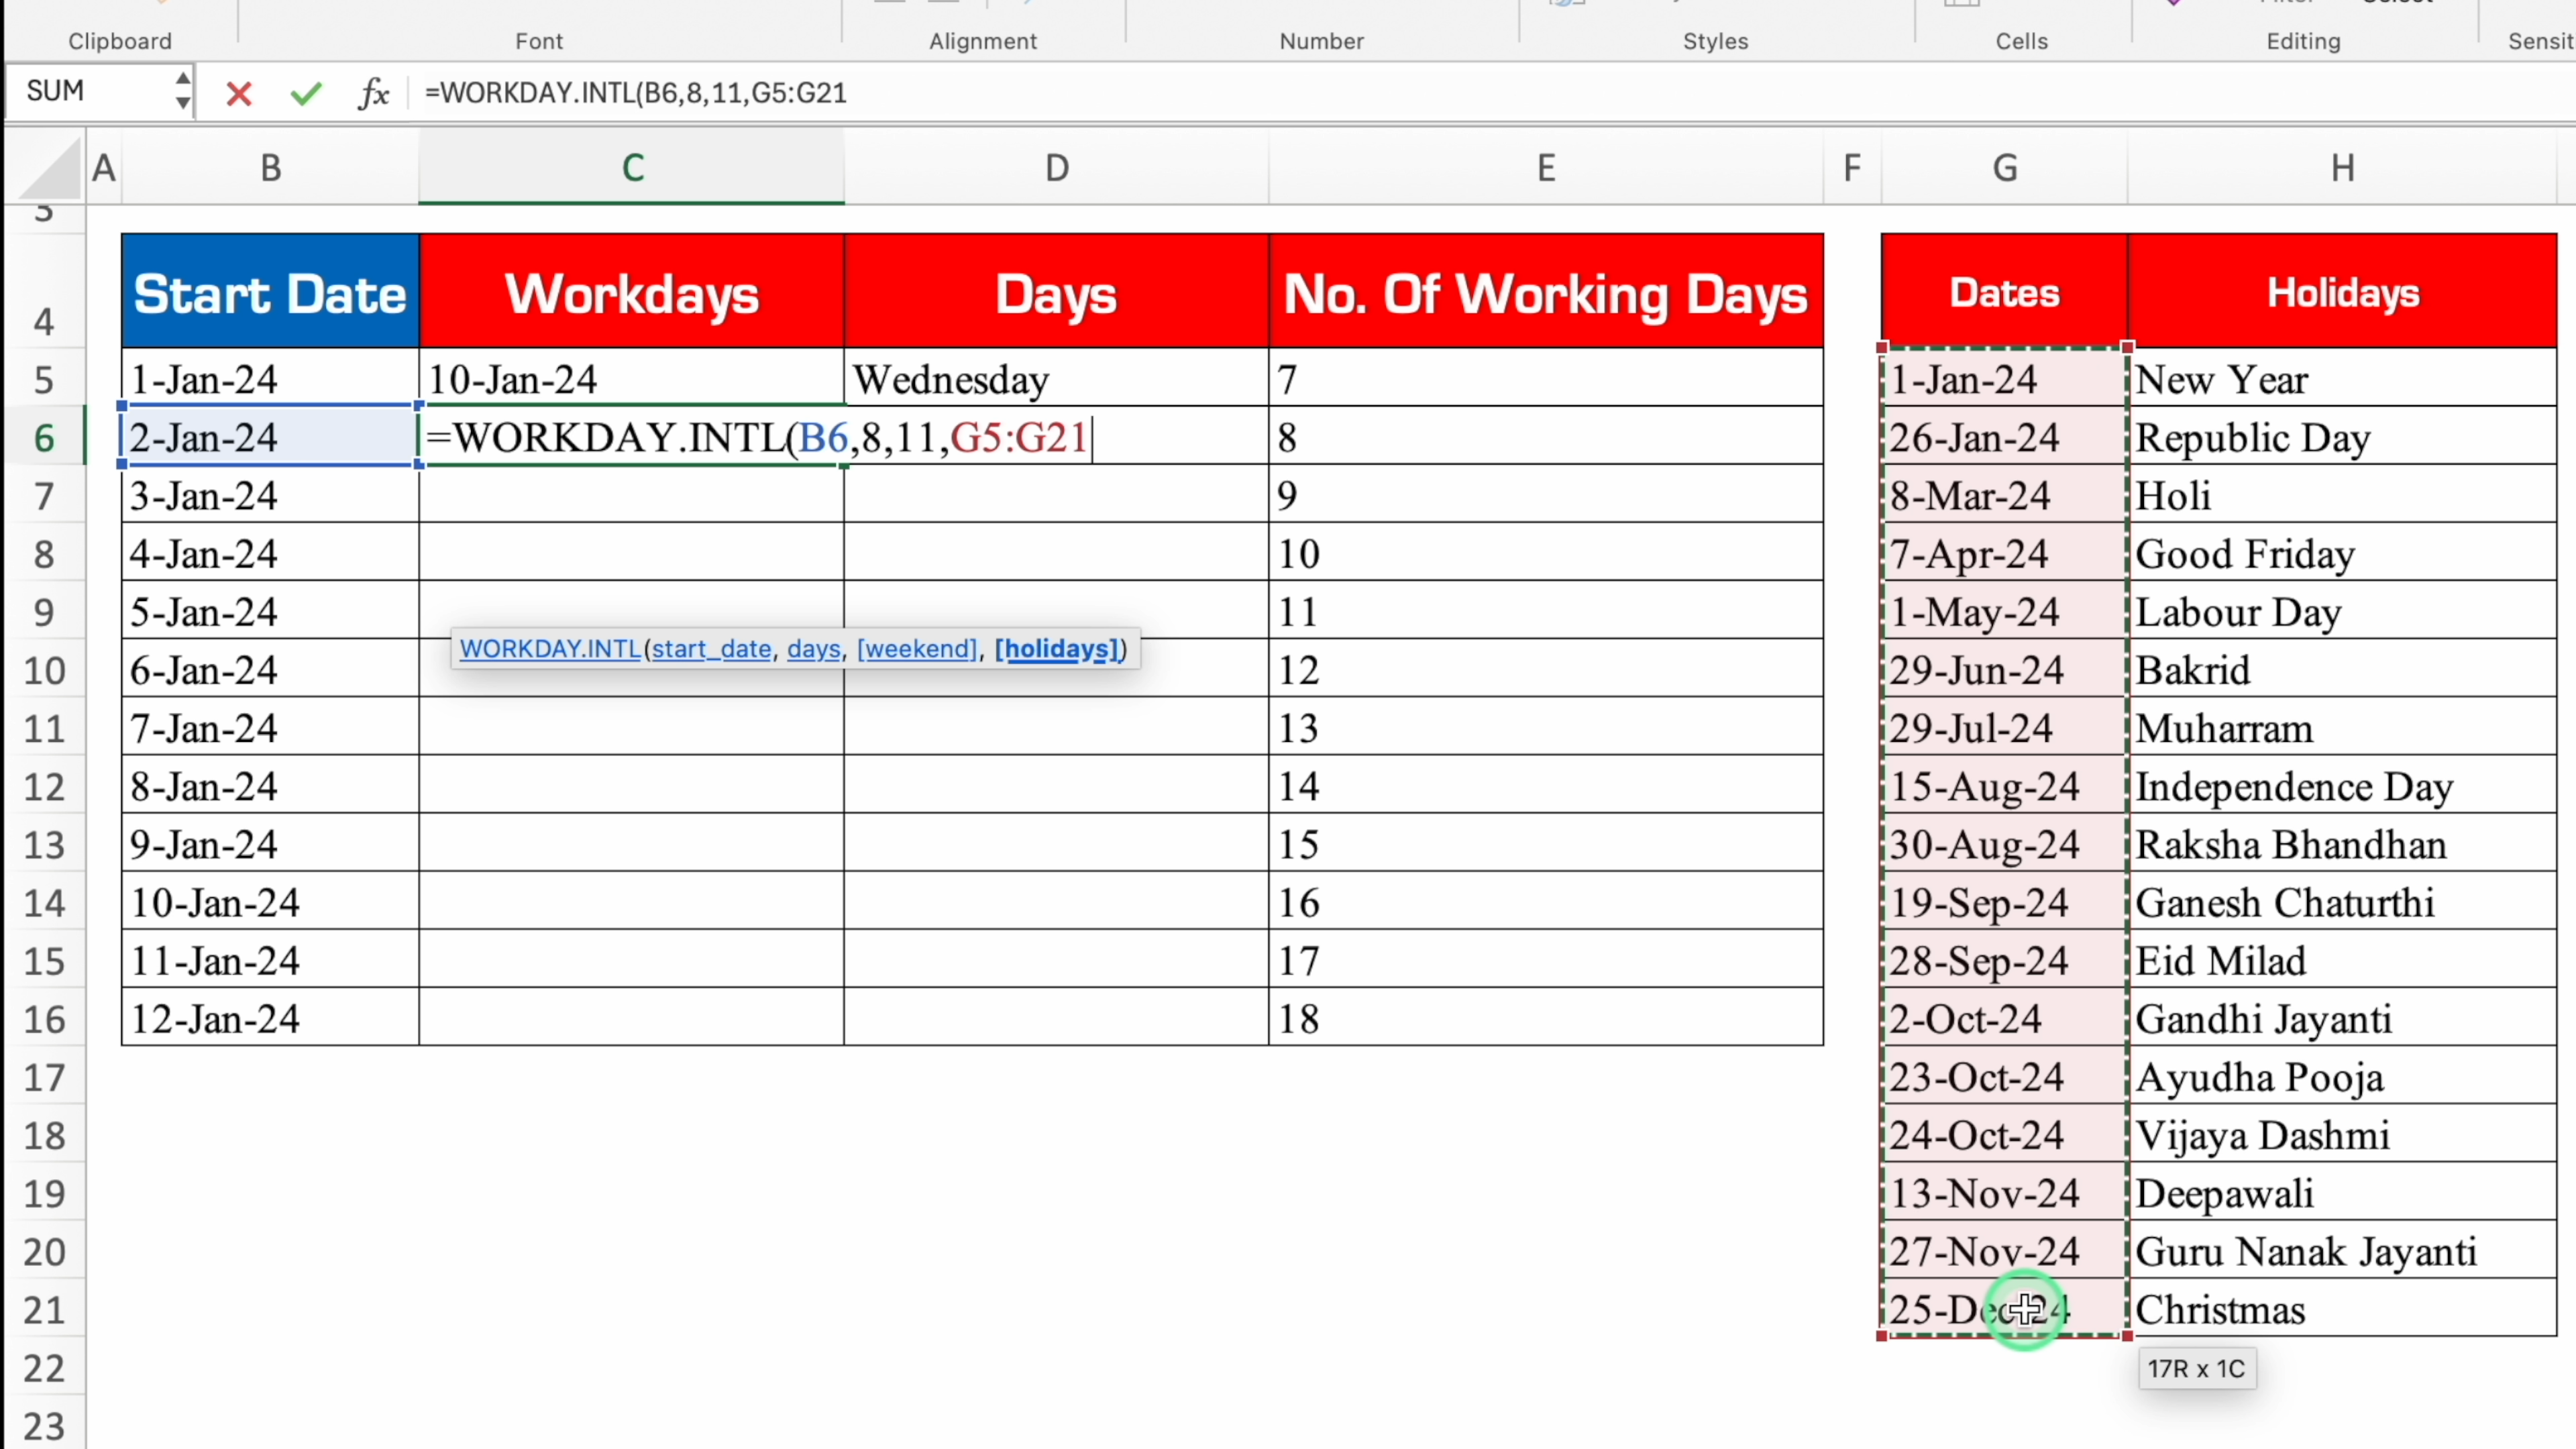 Clipboard Font Alignment Number Styles Cells Editing Sensit
SUM fx =WORKDAY.INTL(B6,8,11,G5:G21
A B C D E F G H
3
4 Start Date Workdays Days No. Of Working Days Dates Holidays
5 1-Jan-24 10-Jan-24 Wednesday 7 1-Jan-24 New Year
6 2-Jan-24 =WORKDAY.INTL(B6,8,11,G5:G21 8 26-Jan-24 Republic Day
7 3-Jan-24 9 8-Mar-24 Holi
8 4-Jan-24 10 7-Apr-24 Good Friday
9 5-Jan-24 11 1-May-24 Labour Day
WORKDAY.INTL(start_date, days, [weekend], [holidays])
10 6-Jan-24 12 29-Jun-24 Bakrid
11 7-Jan-24 13 29-Jul-24 Muharram
12 8-Jan-24 14 15-Aug-24 Independence Day
13 9-Jan-24 15 30-Aug-24 Raksha Bhandhan
14 10-Jan-24 16 19-Sep-24 Ganesh Chaturthi
15 11-Jan-24 17 28-Sep-24 Eid Milad
16 12-Jan-24 18 2-Oct-24 Gandhi Jayanti
17 23-Oct-24 Ayudha Pooja
18 24-Oct-24 Vijaya Dashmi
19 13-Nov-24 Deepawali
20 27-Nov-24 Guru Nanak Jayanti
21 25-Dec-24 Christmas
22 17R x 1C
23